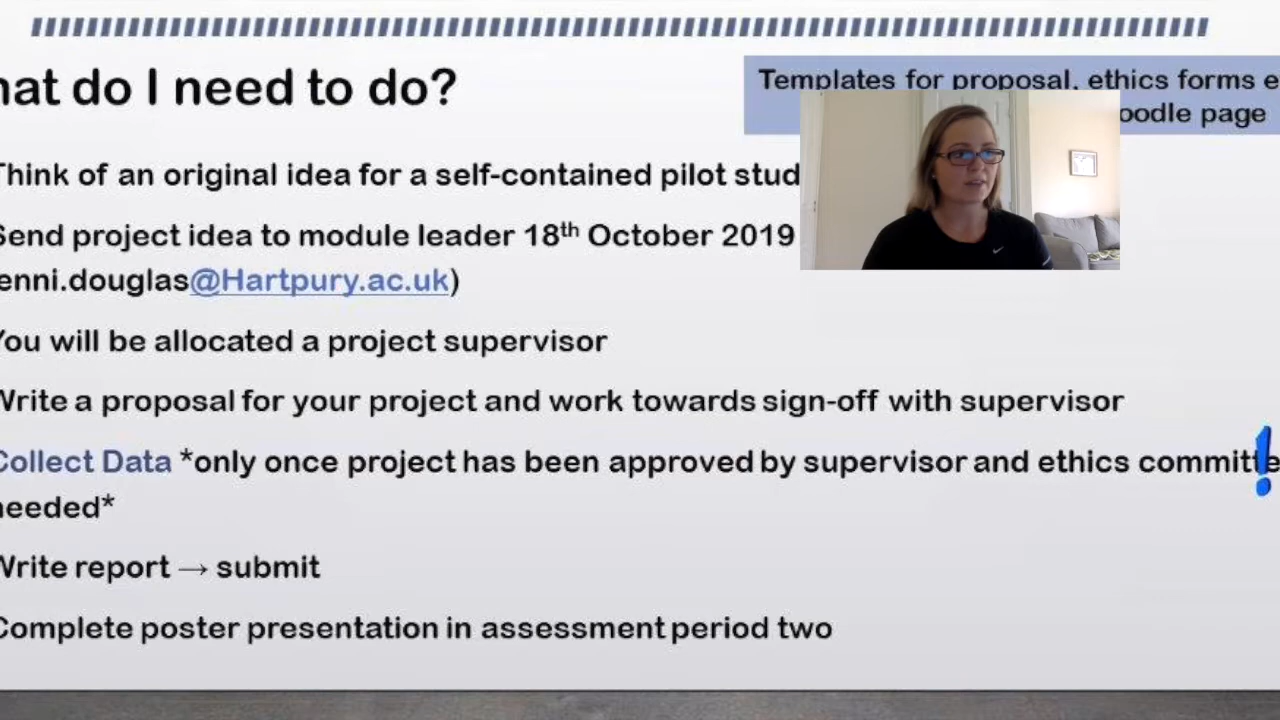 hat do I need to do?
Templates for proposal, ethics forms e
oodle page
Think of an original idea for a self-contained pilot stud
Send project idea to module leader 18th October 2019
enni.douglas@Hartpury.ac.uk)
You will be allocated a project supervisor
Write a proposal for your project and work towards sign-off with supervisor
Collect Data *only once project has been approved by supervisor and ethics committe
needed*
Write report → submit
Complete poster presentation in assessment period two